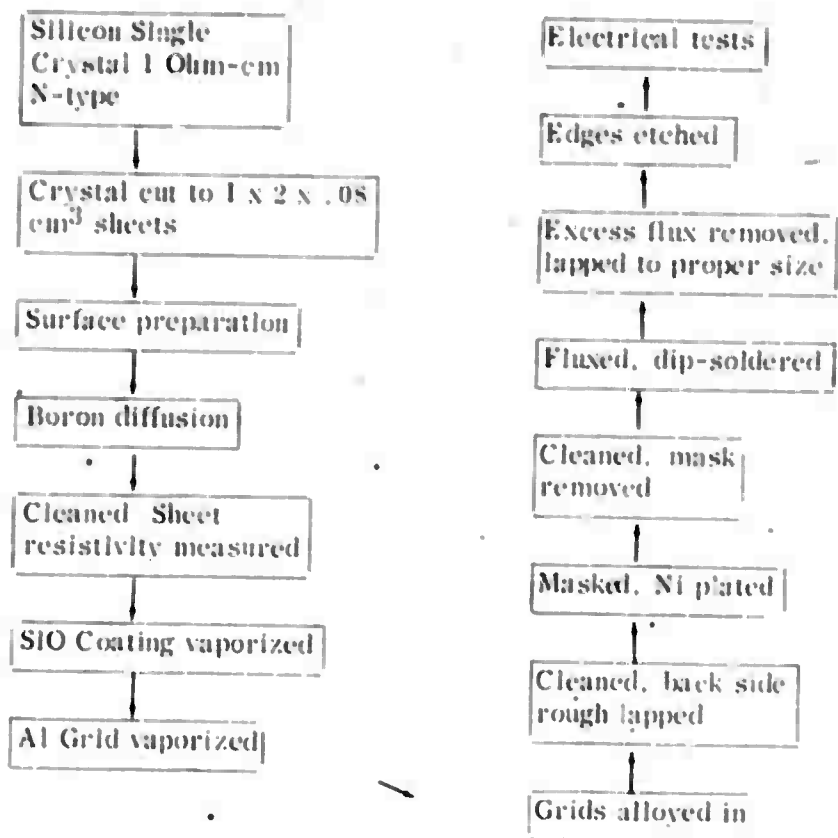 Silicon Single
Crystal 1 Ohm-cm
N-type
Crystal cut to 1 x 2 x .08
cm³ sheets
Surface preparation
Boron diffusion
Cleaned Sheet
resistivity measured
SiO Coating vaporized
Al Grid vaporized
Grids alloyed in
Cleaned, back side
rough lapped
Masked, Ni plated
Cleaned, mask
removed
Fluxed, dip-soldered
Excess flux removed,
lapped to proper size
Edges etched
Electrical tests